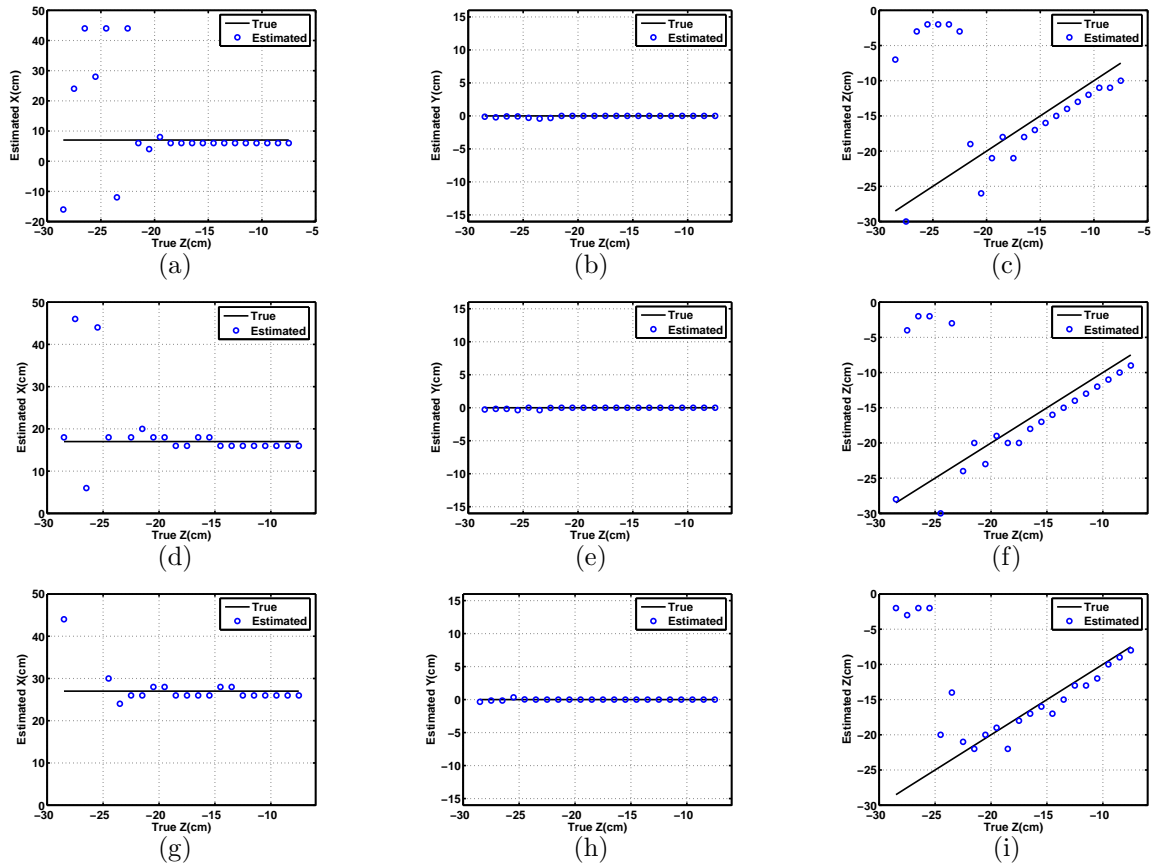 50
40
30
20
10
0
−10
−20
−30 −25 −20 −15 −10 −5
Estimated X(cm)
True Z(cm)
True
Estimated
(a)
15
10
5
0
−5
−10
−15
−30 −25 −20 −15 −10
Estimated Y(cm)
True Z(cm)
True
Estimated
(b)
0
−5
−10
−15
−20
−25
−30
−30 −25 −20 −15 −10 −5
Estimated Z(cm)
True Z(cm)
True
Estimated
(c)
50
40
30
20
10
0
−30 −25 −20 −15 −10
Estimated X(cm)
True Z(cm)
True
Estimated
(d)
15
10
5
0
−5
−10
−15
−30 −25 −20 −15 −10
Estimated Y(cm)
True Z(cm)
True
Estimated
(e)
0
−5
−10
−15
−20
−25
−30
−30 −25 −20 −15 −10
Estimated Z(cm)
True Z(cm)
True
Estimated
(f)
50
40
30
20
10
0
−30 −25 −20 −15 −10
Estimated X(cm)
True Z(cm)
True
Estimated
(g)
15
10
5
0
−5
−10
−15
−30 −25 −20 −15 −10
Estimated Y(cm)
True Z(cm)
True
Estimated
(h)
0
−5
−10
−15
−20
−25
−30
−30 −25 −20 −15 −10
Estimated Z(cm)
True Z(cm)
True
Estimated
(i)